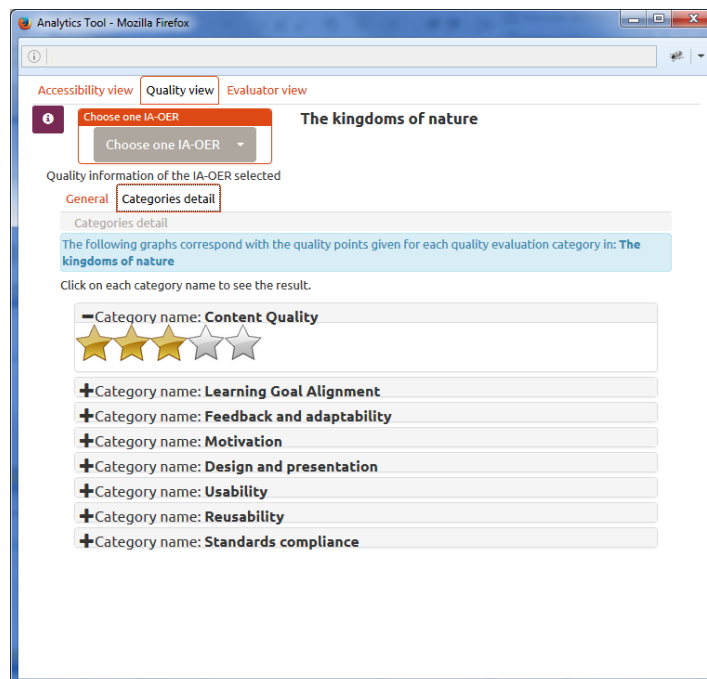 Analytics Tool - Mozilla Firefox
Accessibility view Quality view Evaluator view
Choose one IA-OER
Choose one IA-OER
The kingdoms of nature
Quality information of the IA-OER selected
General Categories detail
Categories detail
The following graphs correspond with the quality points given for each quality evaluation category in: The
kingdoms of nature
Click on each category name to see the result.
Category name: Content Quality
Category name: Learning Goal Alignment
Category name: Feedback and adaptability
Category name: Motivation
Category name: Design and presentation
Category name: Usability
Category name: Reusability
Category name: Standards compliance